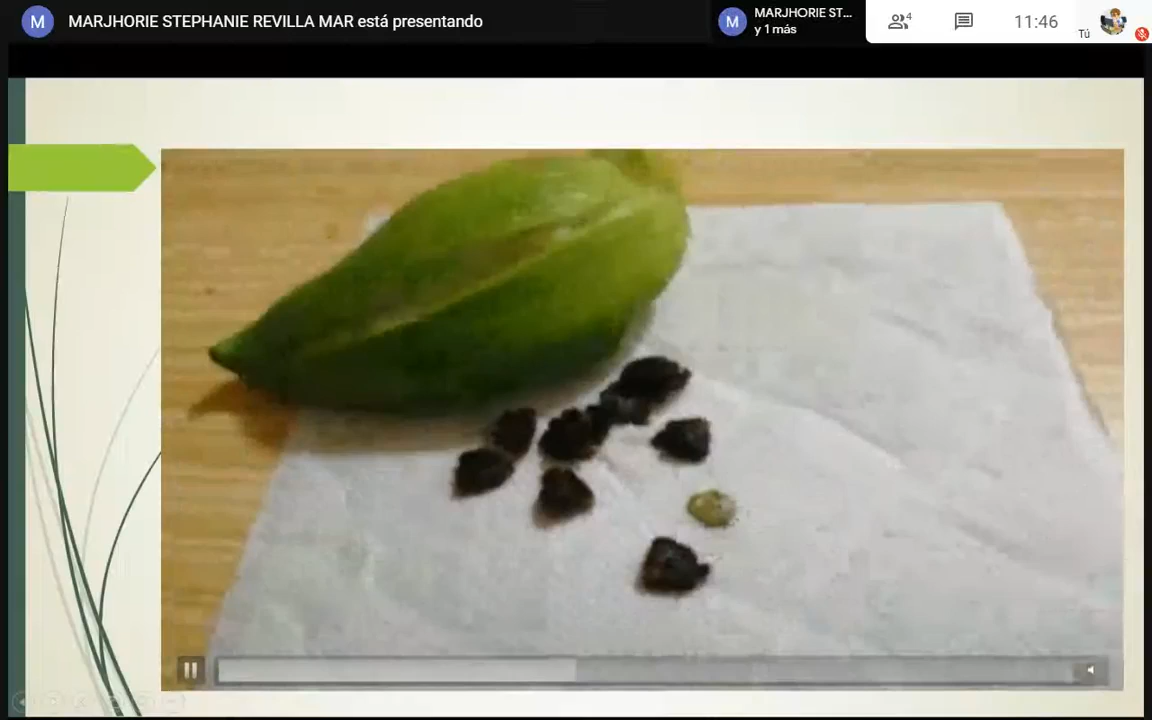 M
MARJHORIE STEPHANIE REVILLA MAR está presentando
M
MARJHORIE ST...
y 1 más
4
11:46
Tú